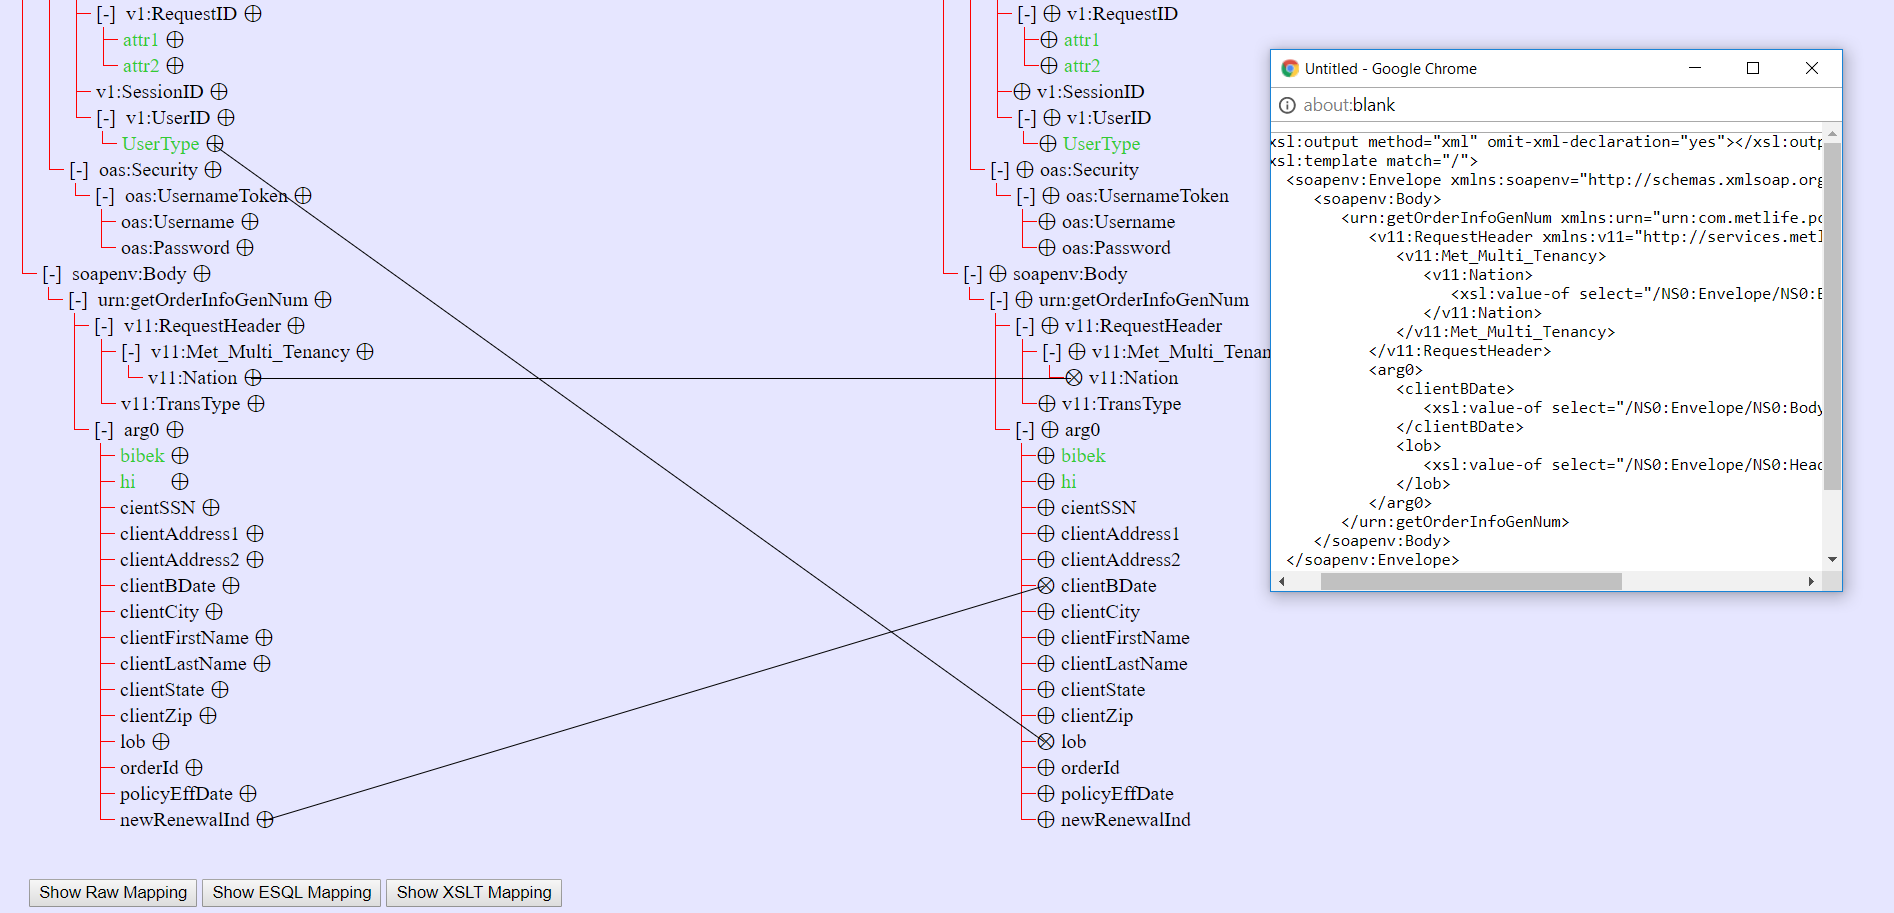 [-] v1:RequestID
attr1
attr2
v1:SessionID
[-] v1:UserID
UserType
[-] oas:Security
[-] oas:UsernameToken
oas:Username
oas:Password
[-] soapenv:Body
[-] urn:getOrderInfoGenNum
[-] v11:RequestHeader
[-] v11:Met_Multi_Tenancy
v11:Nation
v11:TransType
[-] arg0
bibek
hi
cientSSN
clientAddress1
clientAddress2
clientBDate
clientCity
clientFirstName
clientLastName
clientState
clientZip
lob
orderId
policyEffDate
newRenewalInd
[-] v1:RequestID
attr1
attr2
v1:SessionID
[-] v1:UserID
UserType
[-] oas:Security
[-] oas:UsernameToken
oas:Username
oas:Password
[-] soapenv:Body
[-] urn:getOrderInfoGenNum
[-] v11:RequestHeader
[-] v11:Met_Multi_Tenan
v11:Nation
v11:TransType
[-] arg0
bibek
hi
cientSSN
clientAddress1
clientAddress2
clientBDate
clientCity
clientFirstName
clientLastName
clientState
clientZip
lob
orderId
policyEffDate
newRenewalInd
Untitled - Google Chrome
about:blank
xsl:output method="xml" omit-xml-declaration="yes"></xsl:outp
xsl:template match="/">
<soapenv:Envelope xmlns:soapenv="http://schemas.xmlsoap.org
<soapenv:Body>
<urn:getOrderInfoGenNum xmlns:urn="urn:com.metlife.po
<v11:RequestHeader xmlns:v11="http://services.metl
<v11:Met_Multi_Tenancy>
<v11:Nation>
<xsl:value-of select="/NS0:Envelope/NS0:B
</v11:Nation>
</v11:Met_Multi_Tenancy>
</v11:RequestHeader>
<arg0>
<clientBDate>
<xsl:value-of select="/NS0:Envelope/NS0:Body
</clientBDate>
<lob>
<xsl:value-of select="/NS0:Envelope/NS0:Head
</lob>
</arg0>
</urn:getOrderInfoGenNum>
</soapenv:Body>
</soapenv:Envelope>
Show Raw Mapping
Show ESQL Mapping
Show XSLT Mapping